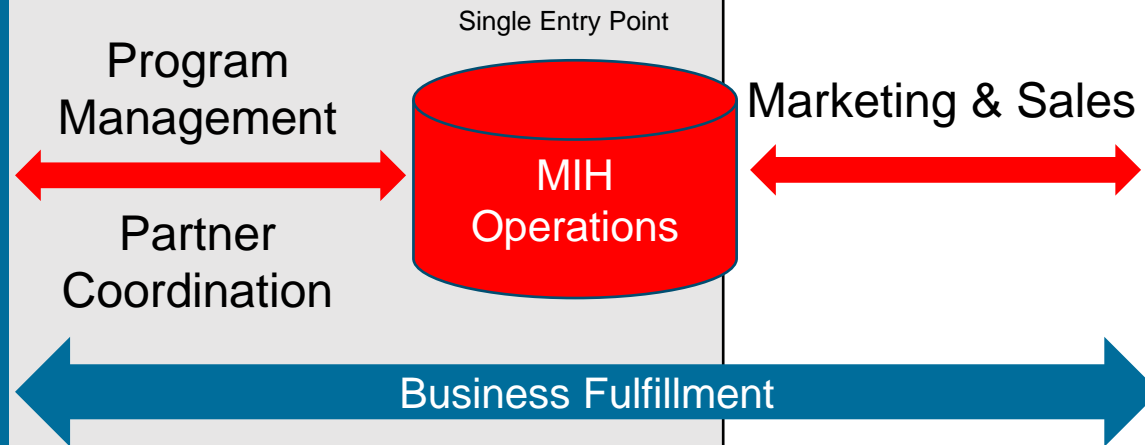 Single Entry Point
Program
Management
Partner
Coordination
MIH
Operations
Marketing & Sales
Business Fulfillment